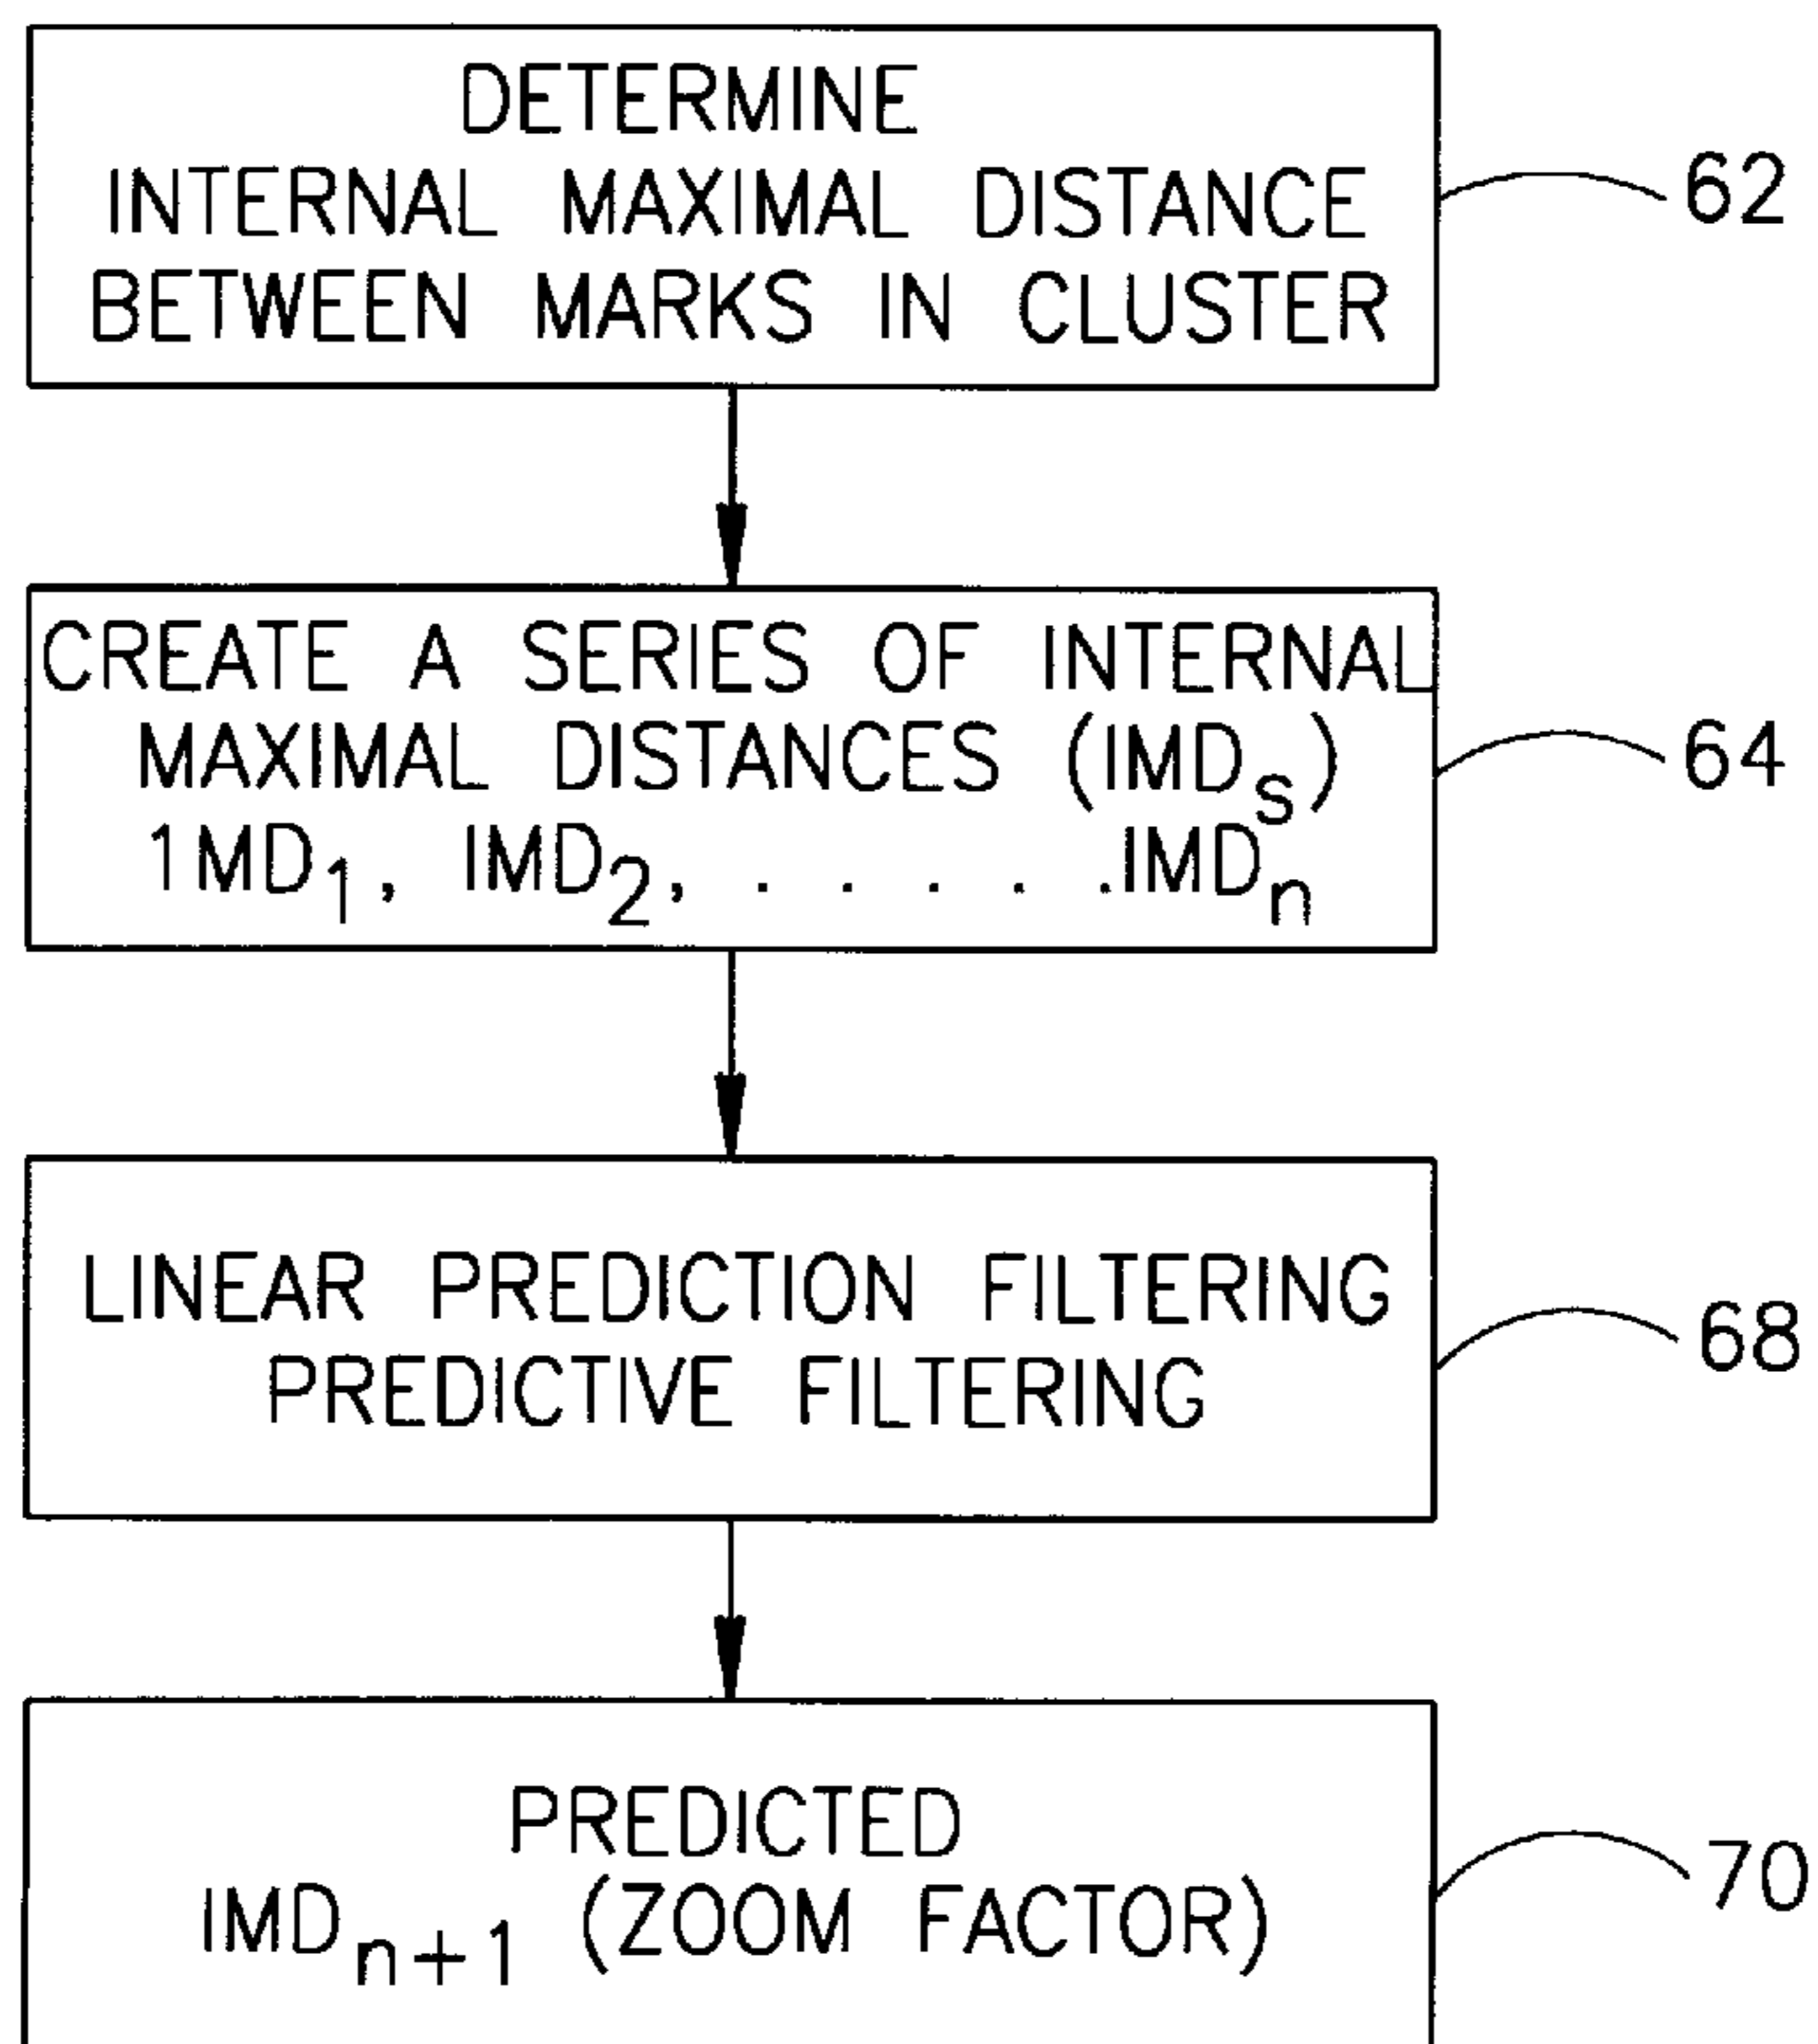 DETERMINE
INTERNAL MAXIMAL DISTANCE
BETWEEN MARKS IN CLUSTER
62
CREATE A SERIES OF INTERNAL
MAXIMAL DISTANCES (IMDs)
1MD1, IMD2, . . . . .IMDn
64
LINEAR PREDICTION FILTERING
PREDICTIVE FILTERING
68
PREDICTED
IMDn+1 (ZOOM FACTOR)
70